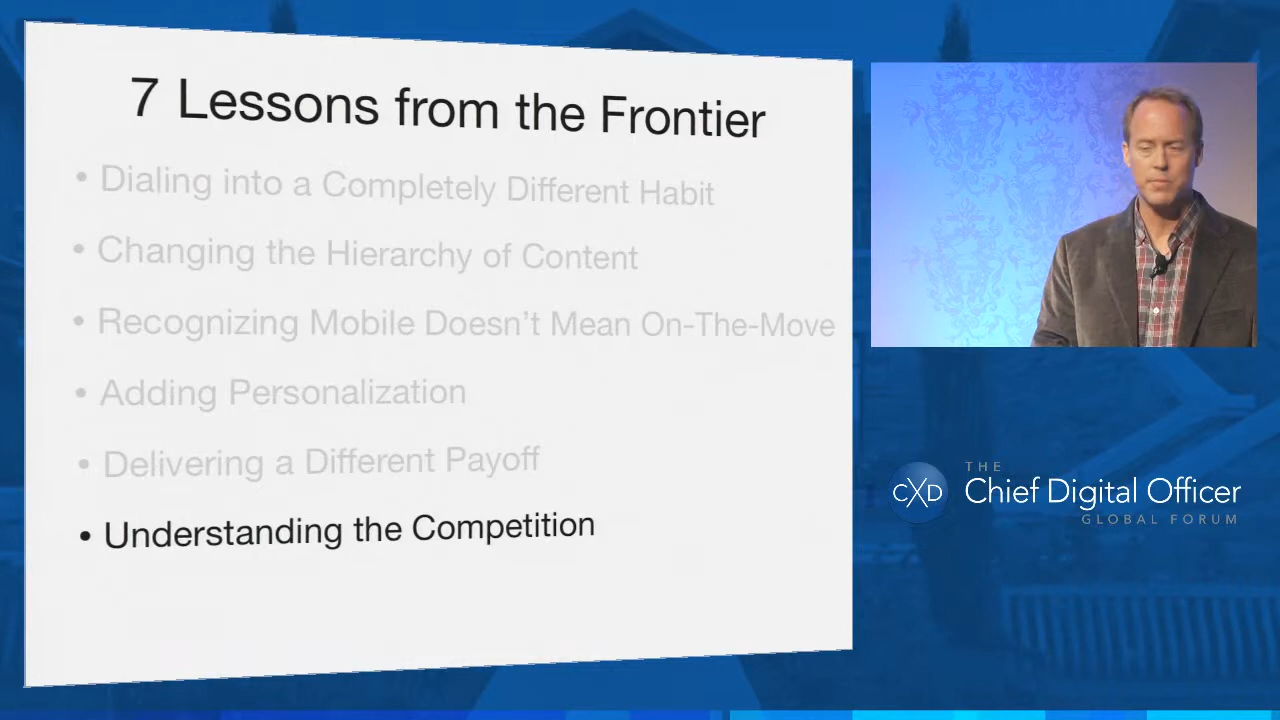 7 Lessons from the Frontier
• Dialing into a Completely Different Habit
• Changing the Hierarchy of Content
• Recognizing Mobile Doesn't Mean On-The-Move
• Adding Personalization
• Delivering a Different Payoff
• Understanding the Competition
CXD
THE
Chief Digital Officer
GLOBAL FORUM